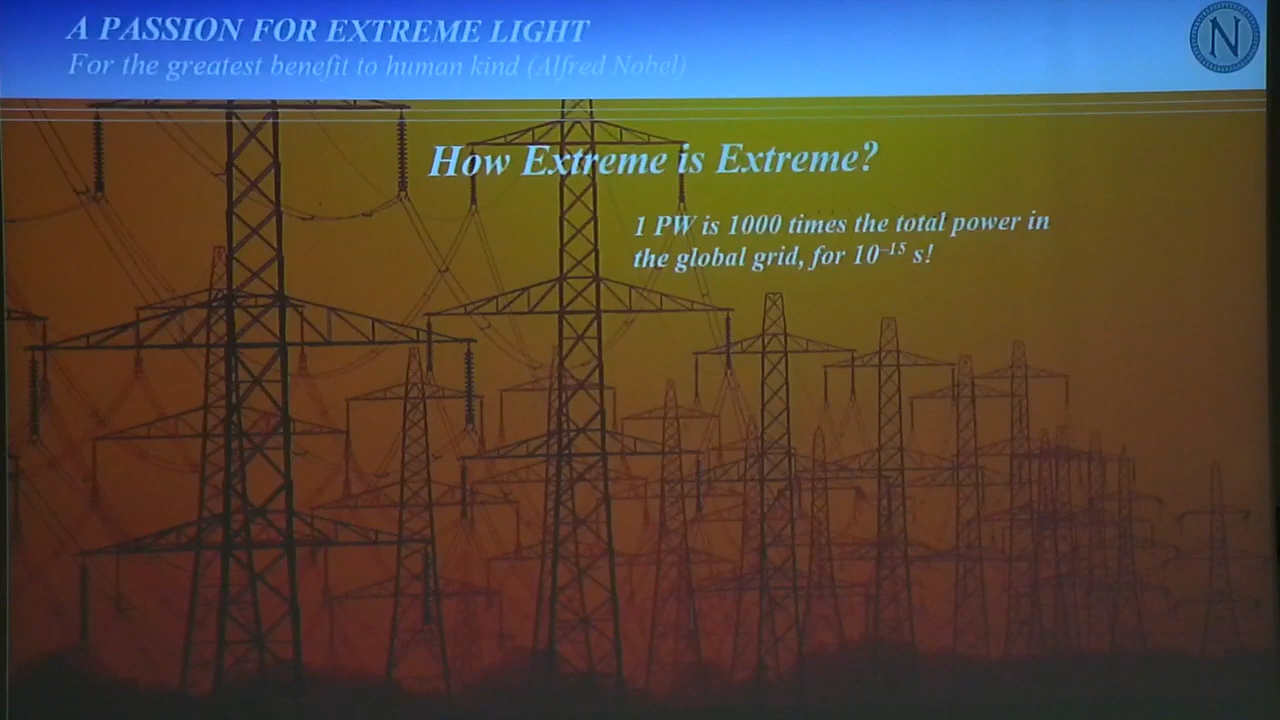 A PASSION FOR EXTREME LIGHT
For the greatest benefit to human kind (Alfred Nobel)
N
How Extreme is Extreme?
1 PW is 1000 times the total power in
the global grid, for 10⁻¹⁵ s!